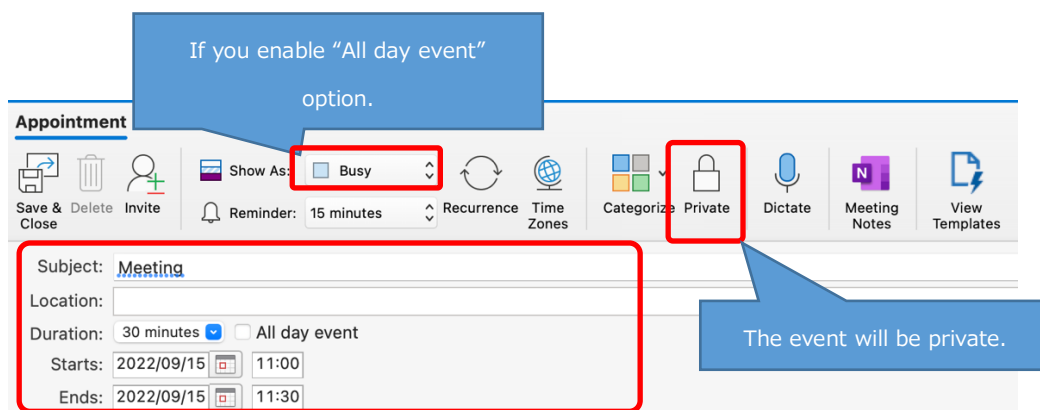 If you enable “All day event”
option.
Appointment
Show As: Busy
Save & Close
Delete
Invite
Reminder: 15 minutes
Recurrence
Time Zones
Categorize
Private
Dictate
N
Meeting Notes
View Templates
Subject: Meeting
Location:
Duration: 30 minutes All day event
The event will be private.
Starts: 2022/09/15 11:00
Ends: 2022/09/15 11:30